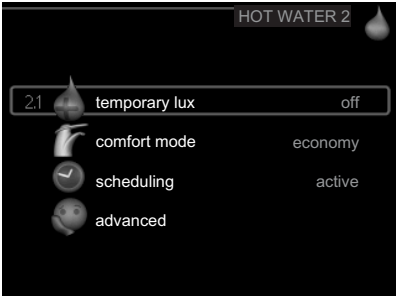 HOT WATER 2
2.1 temporary lux off
comfort mode economy
scheduling active
advanced